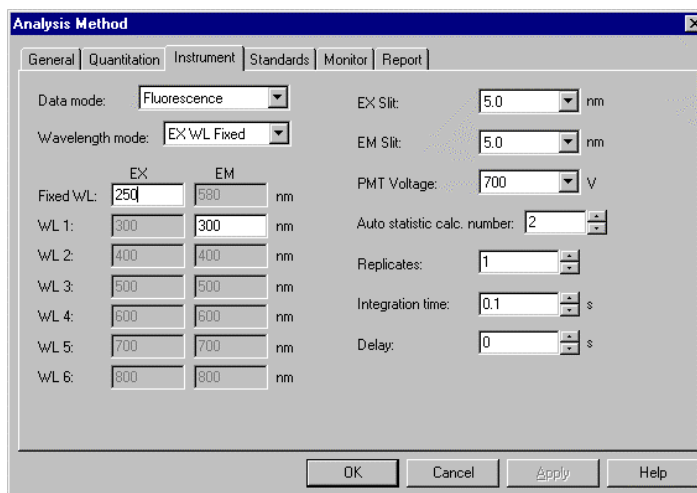 Analysis Method
General Quantitation Instrument Standards Monitor Report
Data mode: Fluorescence
Wavelength mode: EX WL Fixed
EX EM
Fixed WL: 250 580 nm
WL 1: 300 300 nm
WL 2: 400 400 nm
WL 3: 500 500 nm
WL 4: 600 600 nm
WL 5: 700 700 nm
WL 6: 800 800 nm
EX Slit: 5.0 nm
EM Slit: 5.0 nm
PMT Voltage: 700 V
Auto statistic calc. number: 2
Replicates: 1
Integration time: 0.1 s
Delay: 0 s
OK Cancel Apply Help